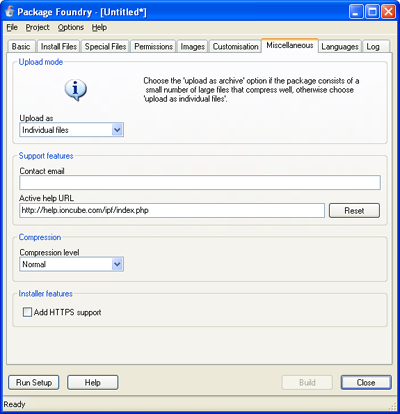 Package Foundry - [Untitled*]
File Project Options Help
Basic Install Files Special Files Permissions Images Customisation Miscellaneous Languages Log
Upload mode
Choose the 'upload as archive' option if the package consists of
a small number of large files that compress well, otherwise choose
'upload as individual files'.
Upload as
Individual files
Support features
Contact email
Active help URL
http://help.ioncube.com/ipf/index.php
Reset
Compression
Compression level
Normal
Installer features
Add HTTPS support
Run Setup Help Build Close
Ready